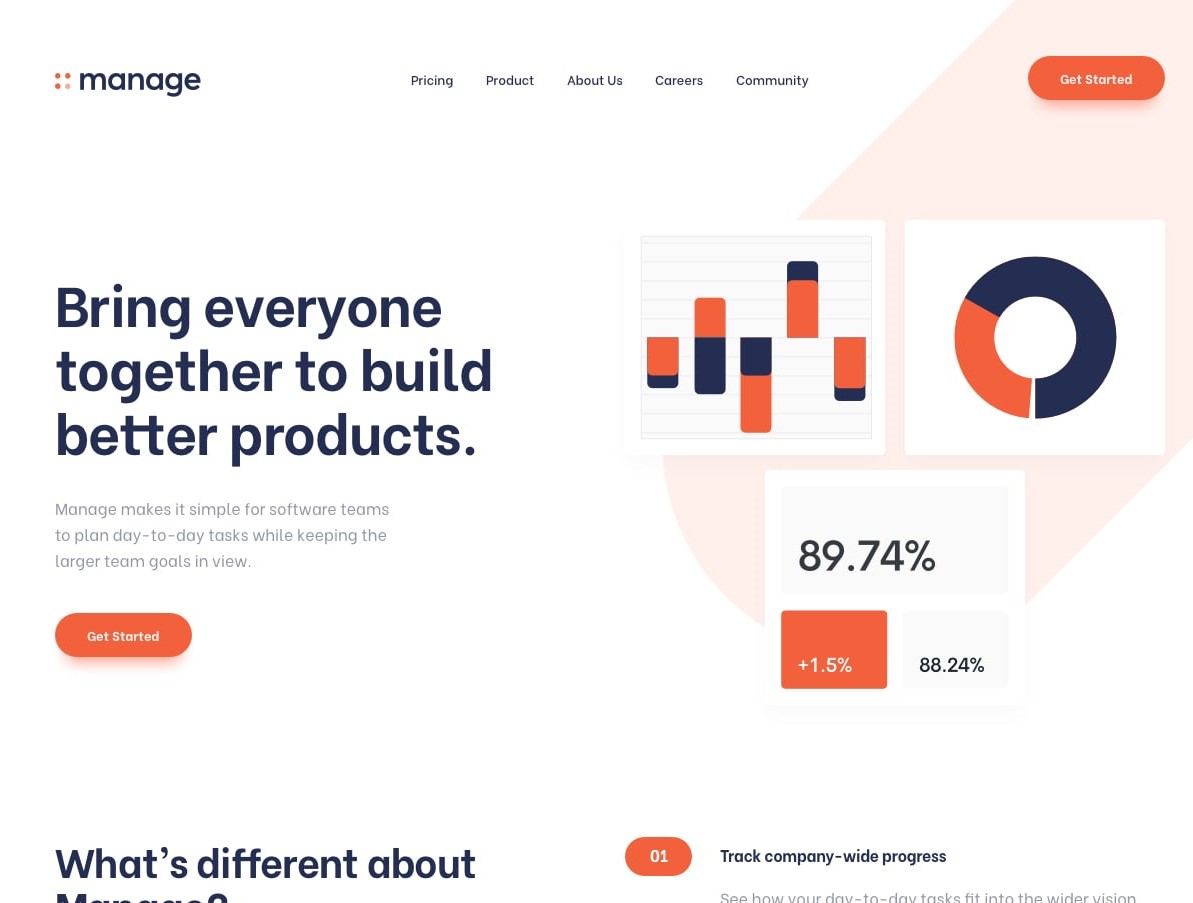 manage
Pricing Product About Us Careers Community
Get Started
Bring everyone
together to build
better products.
Manage makes it simple for software teams
to plan day-to-day tasks while keeping the
larger team goals in view.
Get Started
89.74%
+1.5%
88.24%
What's different about
Manage?
01
Track company-wide progress
See how your day-to-day tasks fit into the wider vision.